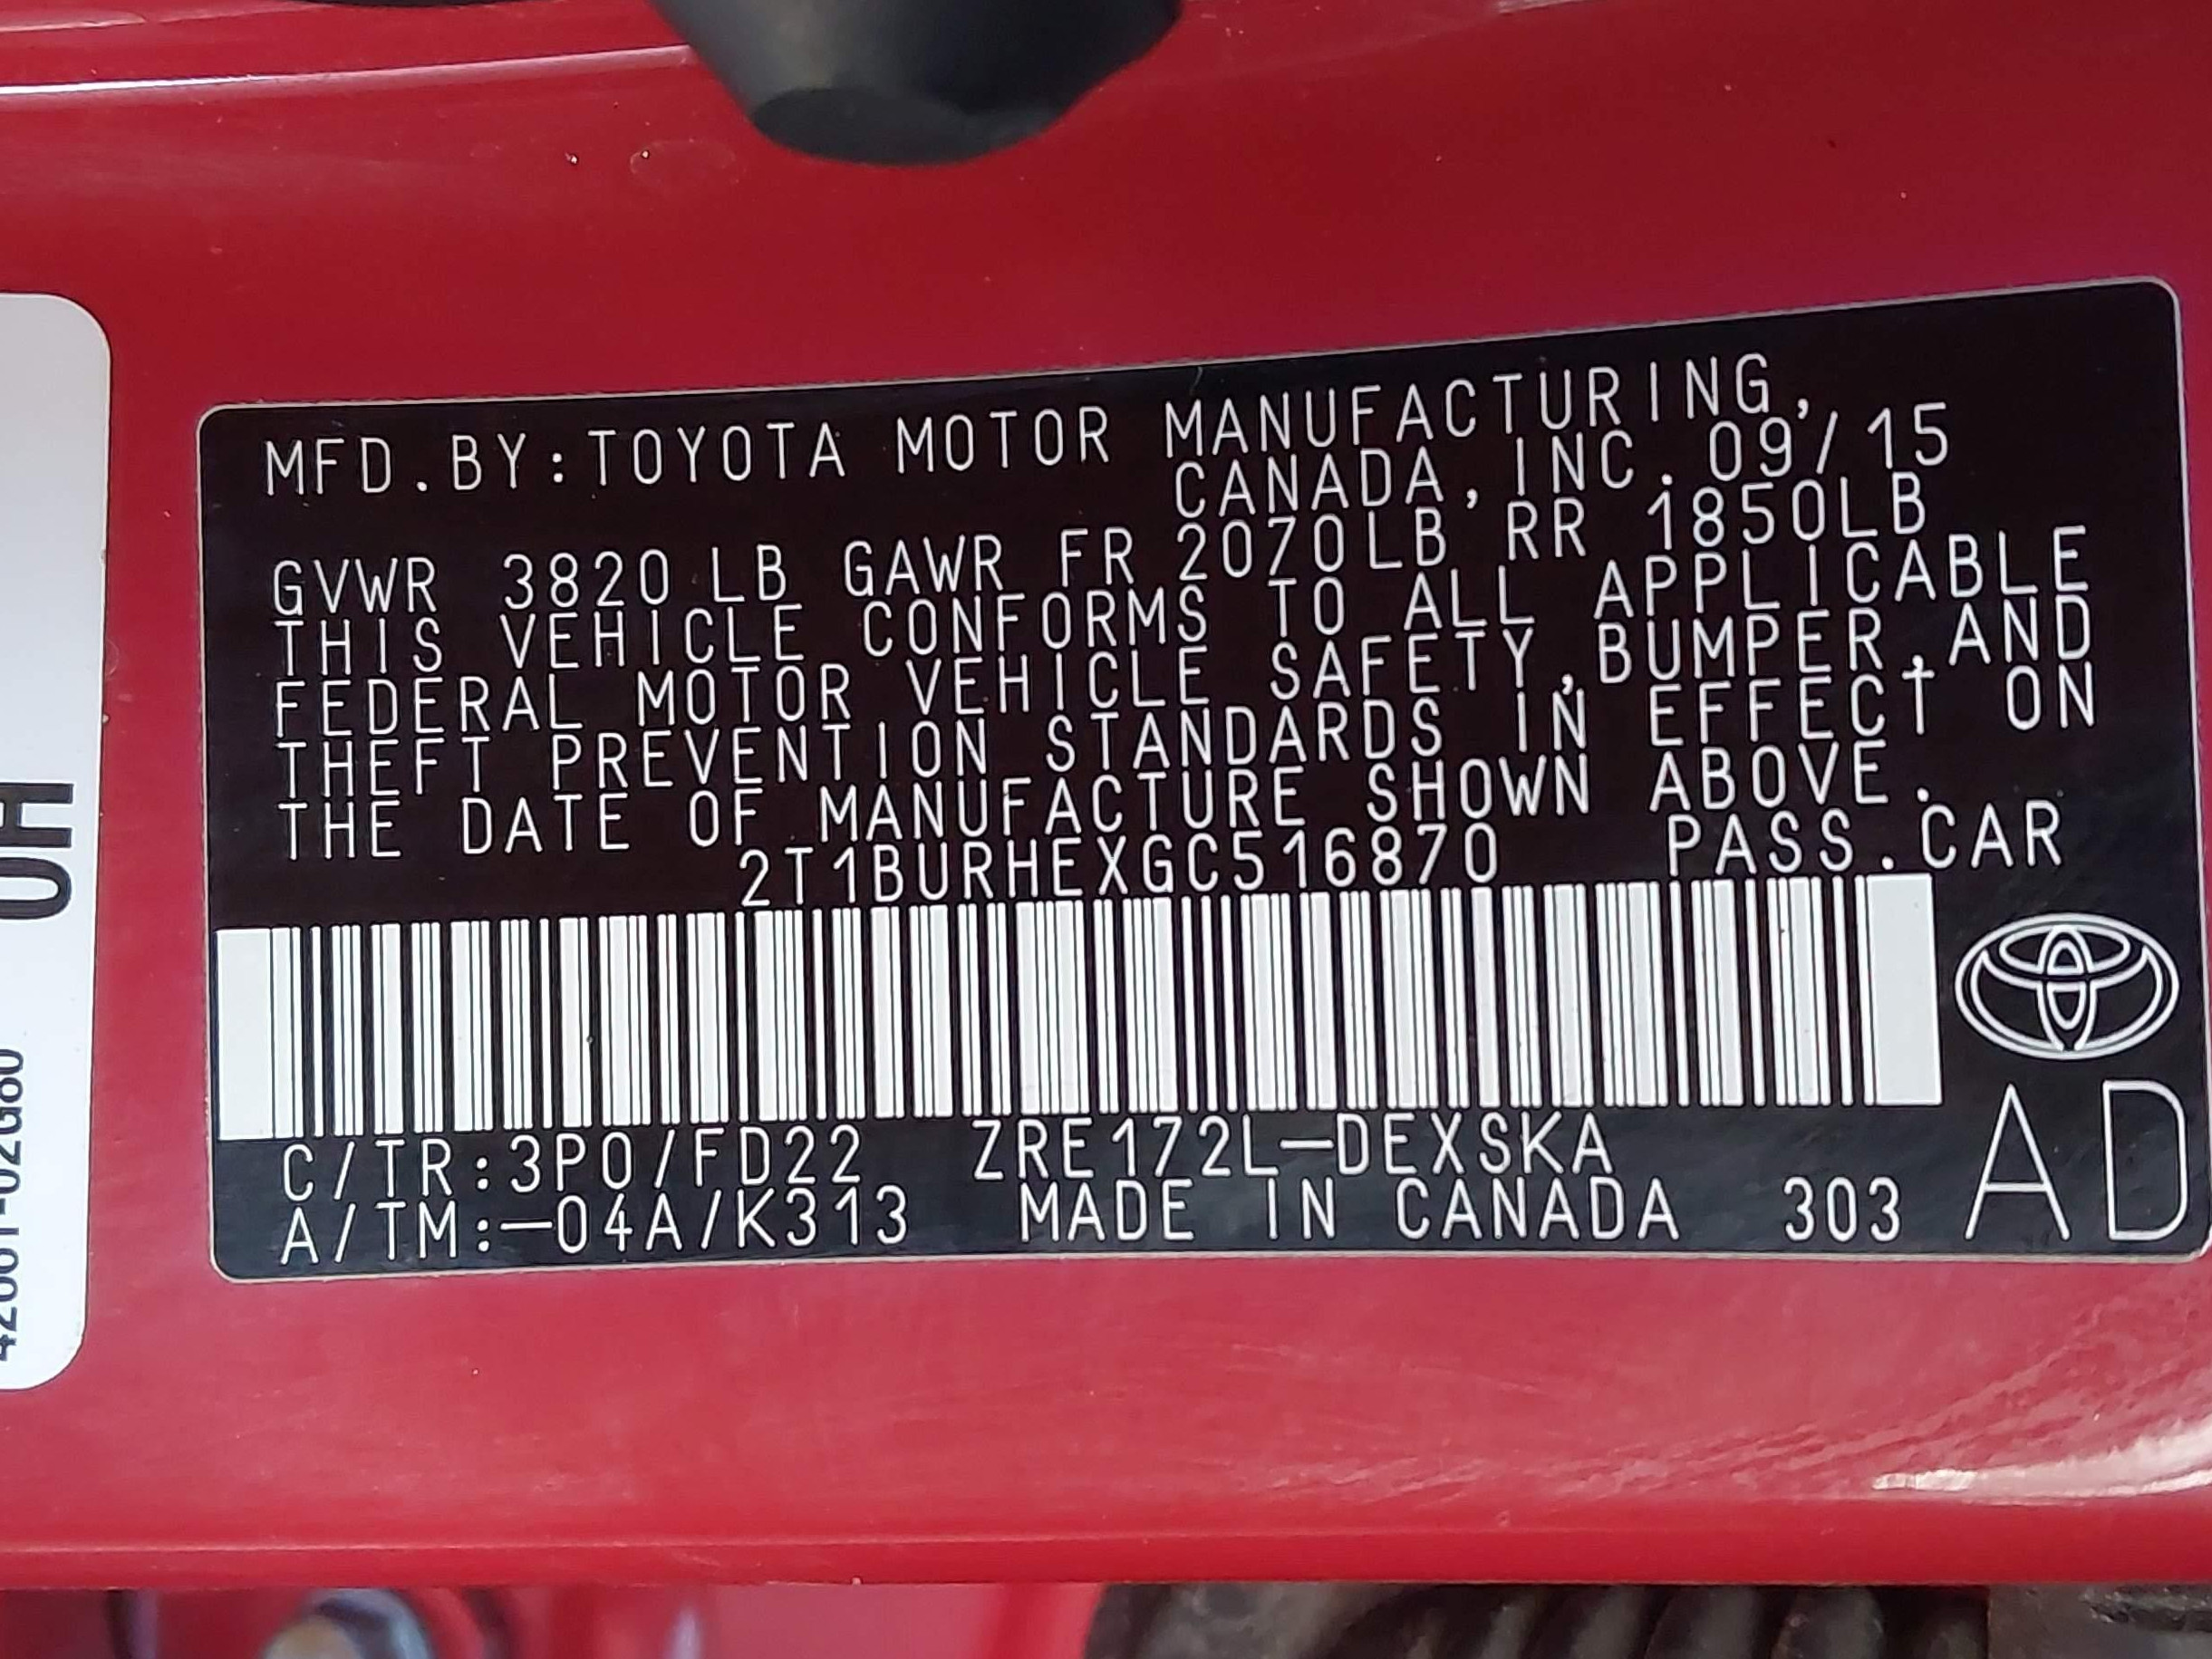 MFD.BY:TOYOTA MOTOR MANUFACTURING,
CANADA, INC. 09/15
GVWR 3820 LB GAWR FR 2070LB RR 1850LB
THIS VEHICLE CONFORMS TO ALL APPLICABLE
FEDERAL MOTOR VEHICLE SAFETY,BUMPER,AND
THEFT PREVENTION STANDARDS IN EFFECT ON
THE DATE OF MANUFACTURE SHOWN ABOVE.
2T1BURHEXGC516870 PASS.CAR
C/TR:3P0/FD22 ZRE172L-DEXSKA
A/TM:-04A/K313 MADE IN CANADA 303
AD
0H